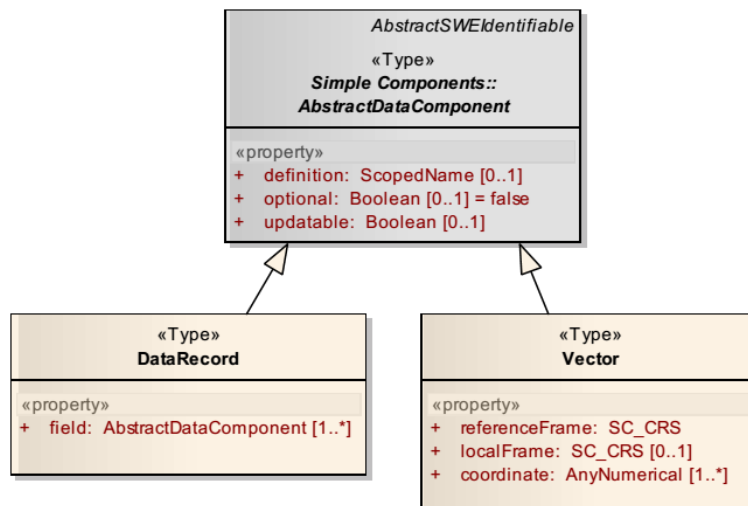 AbstractSWEIdentifiable
«Type»
Simple Components::
AbstractDataComponent
«property»
+ definition: ScopedName [0..1]
+ optional: Boolean [0..1] = false
+ updatable: Boolean [0..1]
«Type»
DataRecord
«property»
+ field: AbstractDataComponent [1..*]
«Type»
Vector
«property»
+ referenceFrame: SC_CRS
+ localFrame: SC_CRS [0..1]
+ coordinate: AnyNumerical [1..*]